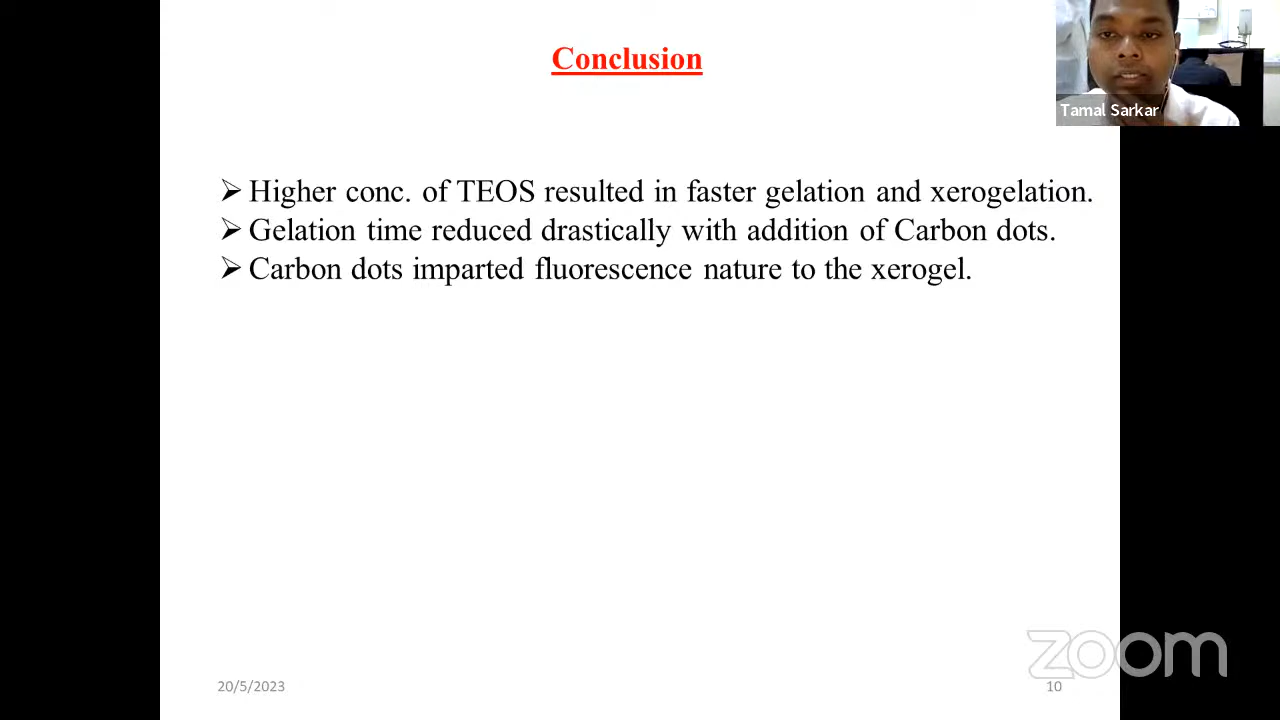 Conclusion
Tamal Sarkar
➢ Higher conc. of TEOS resulted in faster gelation and xerogelation.
➢ Gelation time reduced drastically with addition of Carbon dots.
➢ Carbon dots imparted fluorescence nature to the xerogel.
zoom
20/5/2023
10